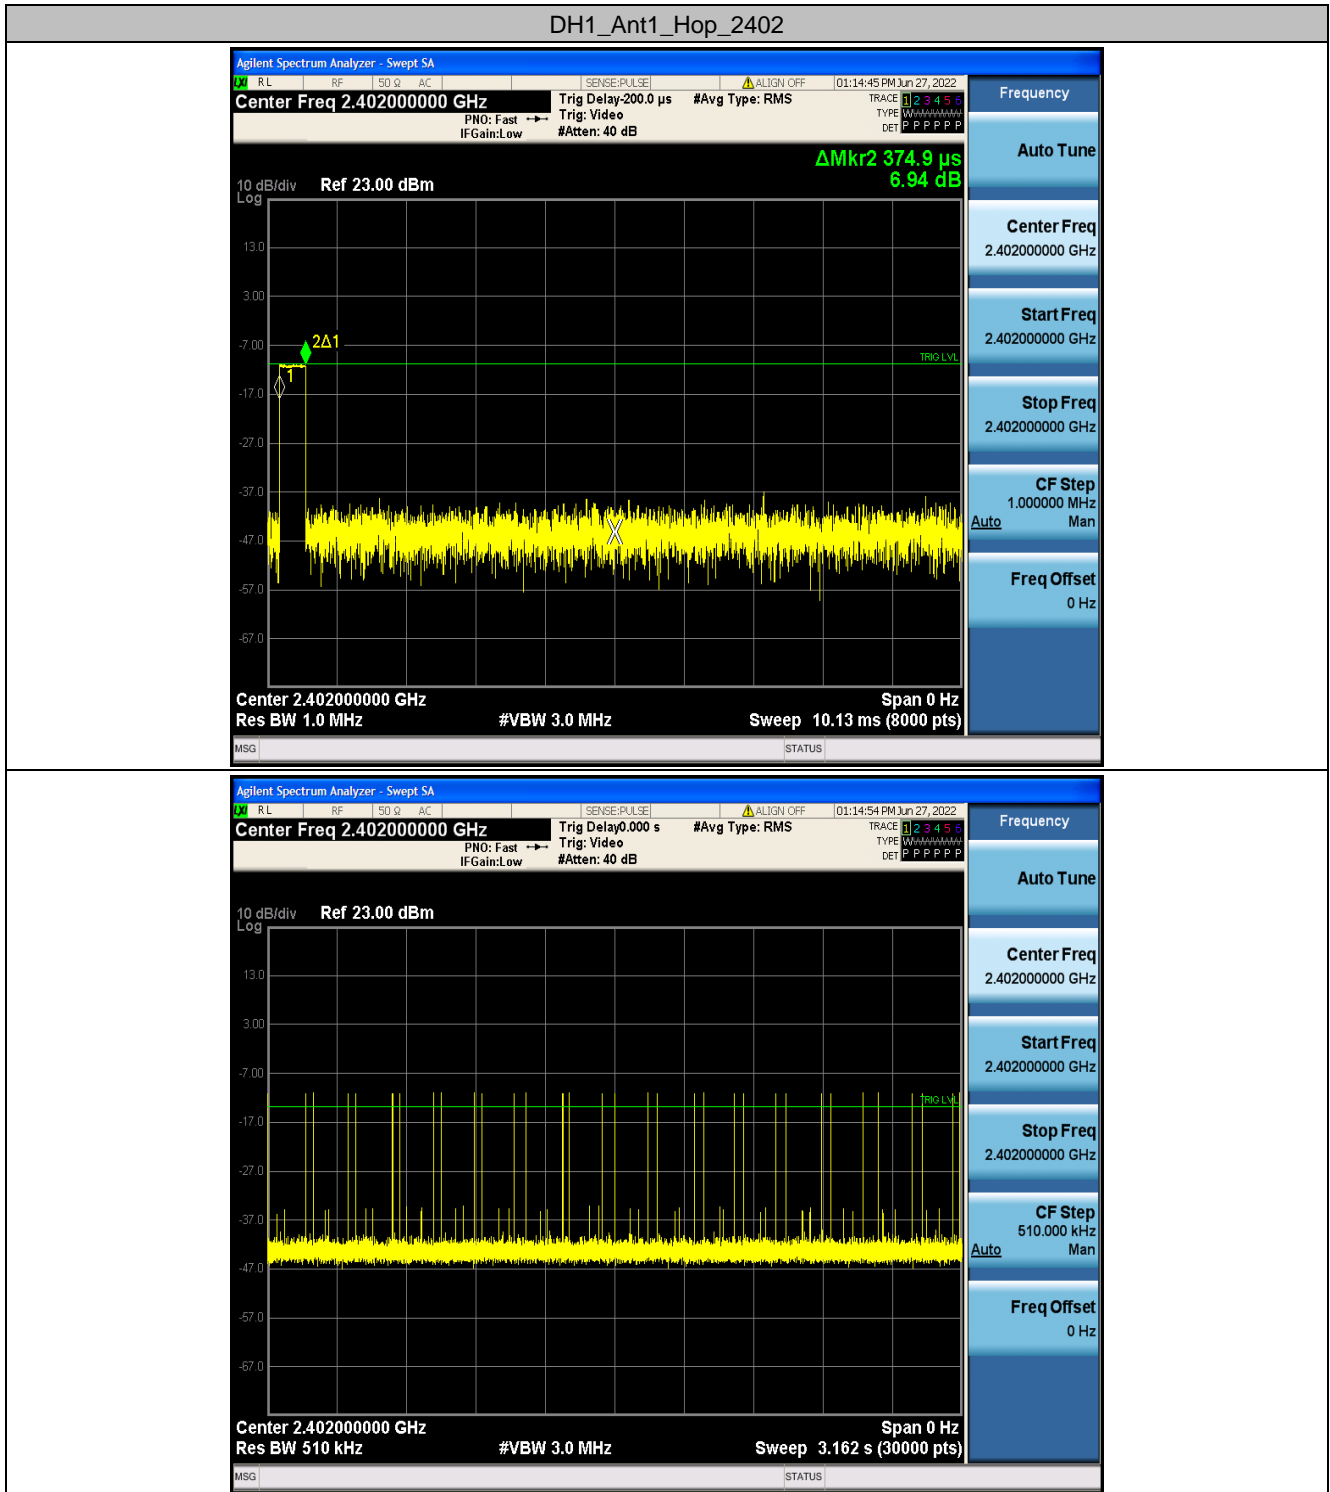 DH1_Ant1_Hop_2402
Agilent Spectrum Analyzer - Swept SA
LXI RL RF 50 Ω AC SENSE:PULSE ALIGN OFF 01:14:45 PM Jun 27, 2022
Center Freq 2.402000000 GHz Trig Delay-200.0 µs #Avg Type: RMS TRACE 1 2 3 4 5 6
PNO: Fast Trig: Video TYPE WWWWWW
IFGain:Low #Atten: 40 dB DET P P P P P P
ΔMkr2 374.9 µs
6.94 dB
10 dB/div Ref 23.00 dBm
Log
13.0
3.00
-7.00
2Δ1
TRIG LVL
1
-17.0
-27.0
-37.0
-47.0
X
-57.0
-67.0
Center 2.402000000 GHz Span 0 Hz
Res BW 1.0 MHz #VBW 3.0 MHz Sweep 10.13 ms (8000 pts)
MSG STATUS
Frequency
Auto Tune
Center Freq
2.402000000 GHz
Start Freq
2.402000000 GHz
Stop Freq
2.402000000 GHz
CF Step
1.000000 MHz
Auto Man
Freq Offset
0 Hz
Agilent Spectrum Analyzer - Swept SA
LXI RL RF 50 Ω AC SENSE:PULSE ALIGN OFF 01:14:54 PM Jun 27, 2022
Center Freq 2.402000000 GHz Trig Delay0.000 s #Avg Type: RMS TRACE 1 2 3 4 5 6
PNO: Fast Trig: Video TYPE WWWWWW
IFGain:Low #Atten: 40 dB DET P P P P P P
10 dB/div Ref 23.00 dBm
Log
13.0
3.00
-7.00
TRIG LVL
-17.0
-27.0
-37.0
-47.0
-57.0
-67.0
Center 2.402000000 GHz Span 0 Hz
Res BW 510 kHz #VBW 3.0 MHz Sweep 3.162 s (30000 pts)
MSG STATUS
Frequency
Auto Tune
Center Freq
2.402000000 GHz
Start Freq
2.402000000 GHz
Stop Freq
2.402000000 GHz
CF Step
510.000 kHz
Auto Man
Freq Offset
0 Hz